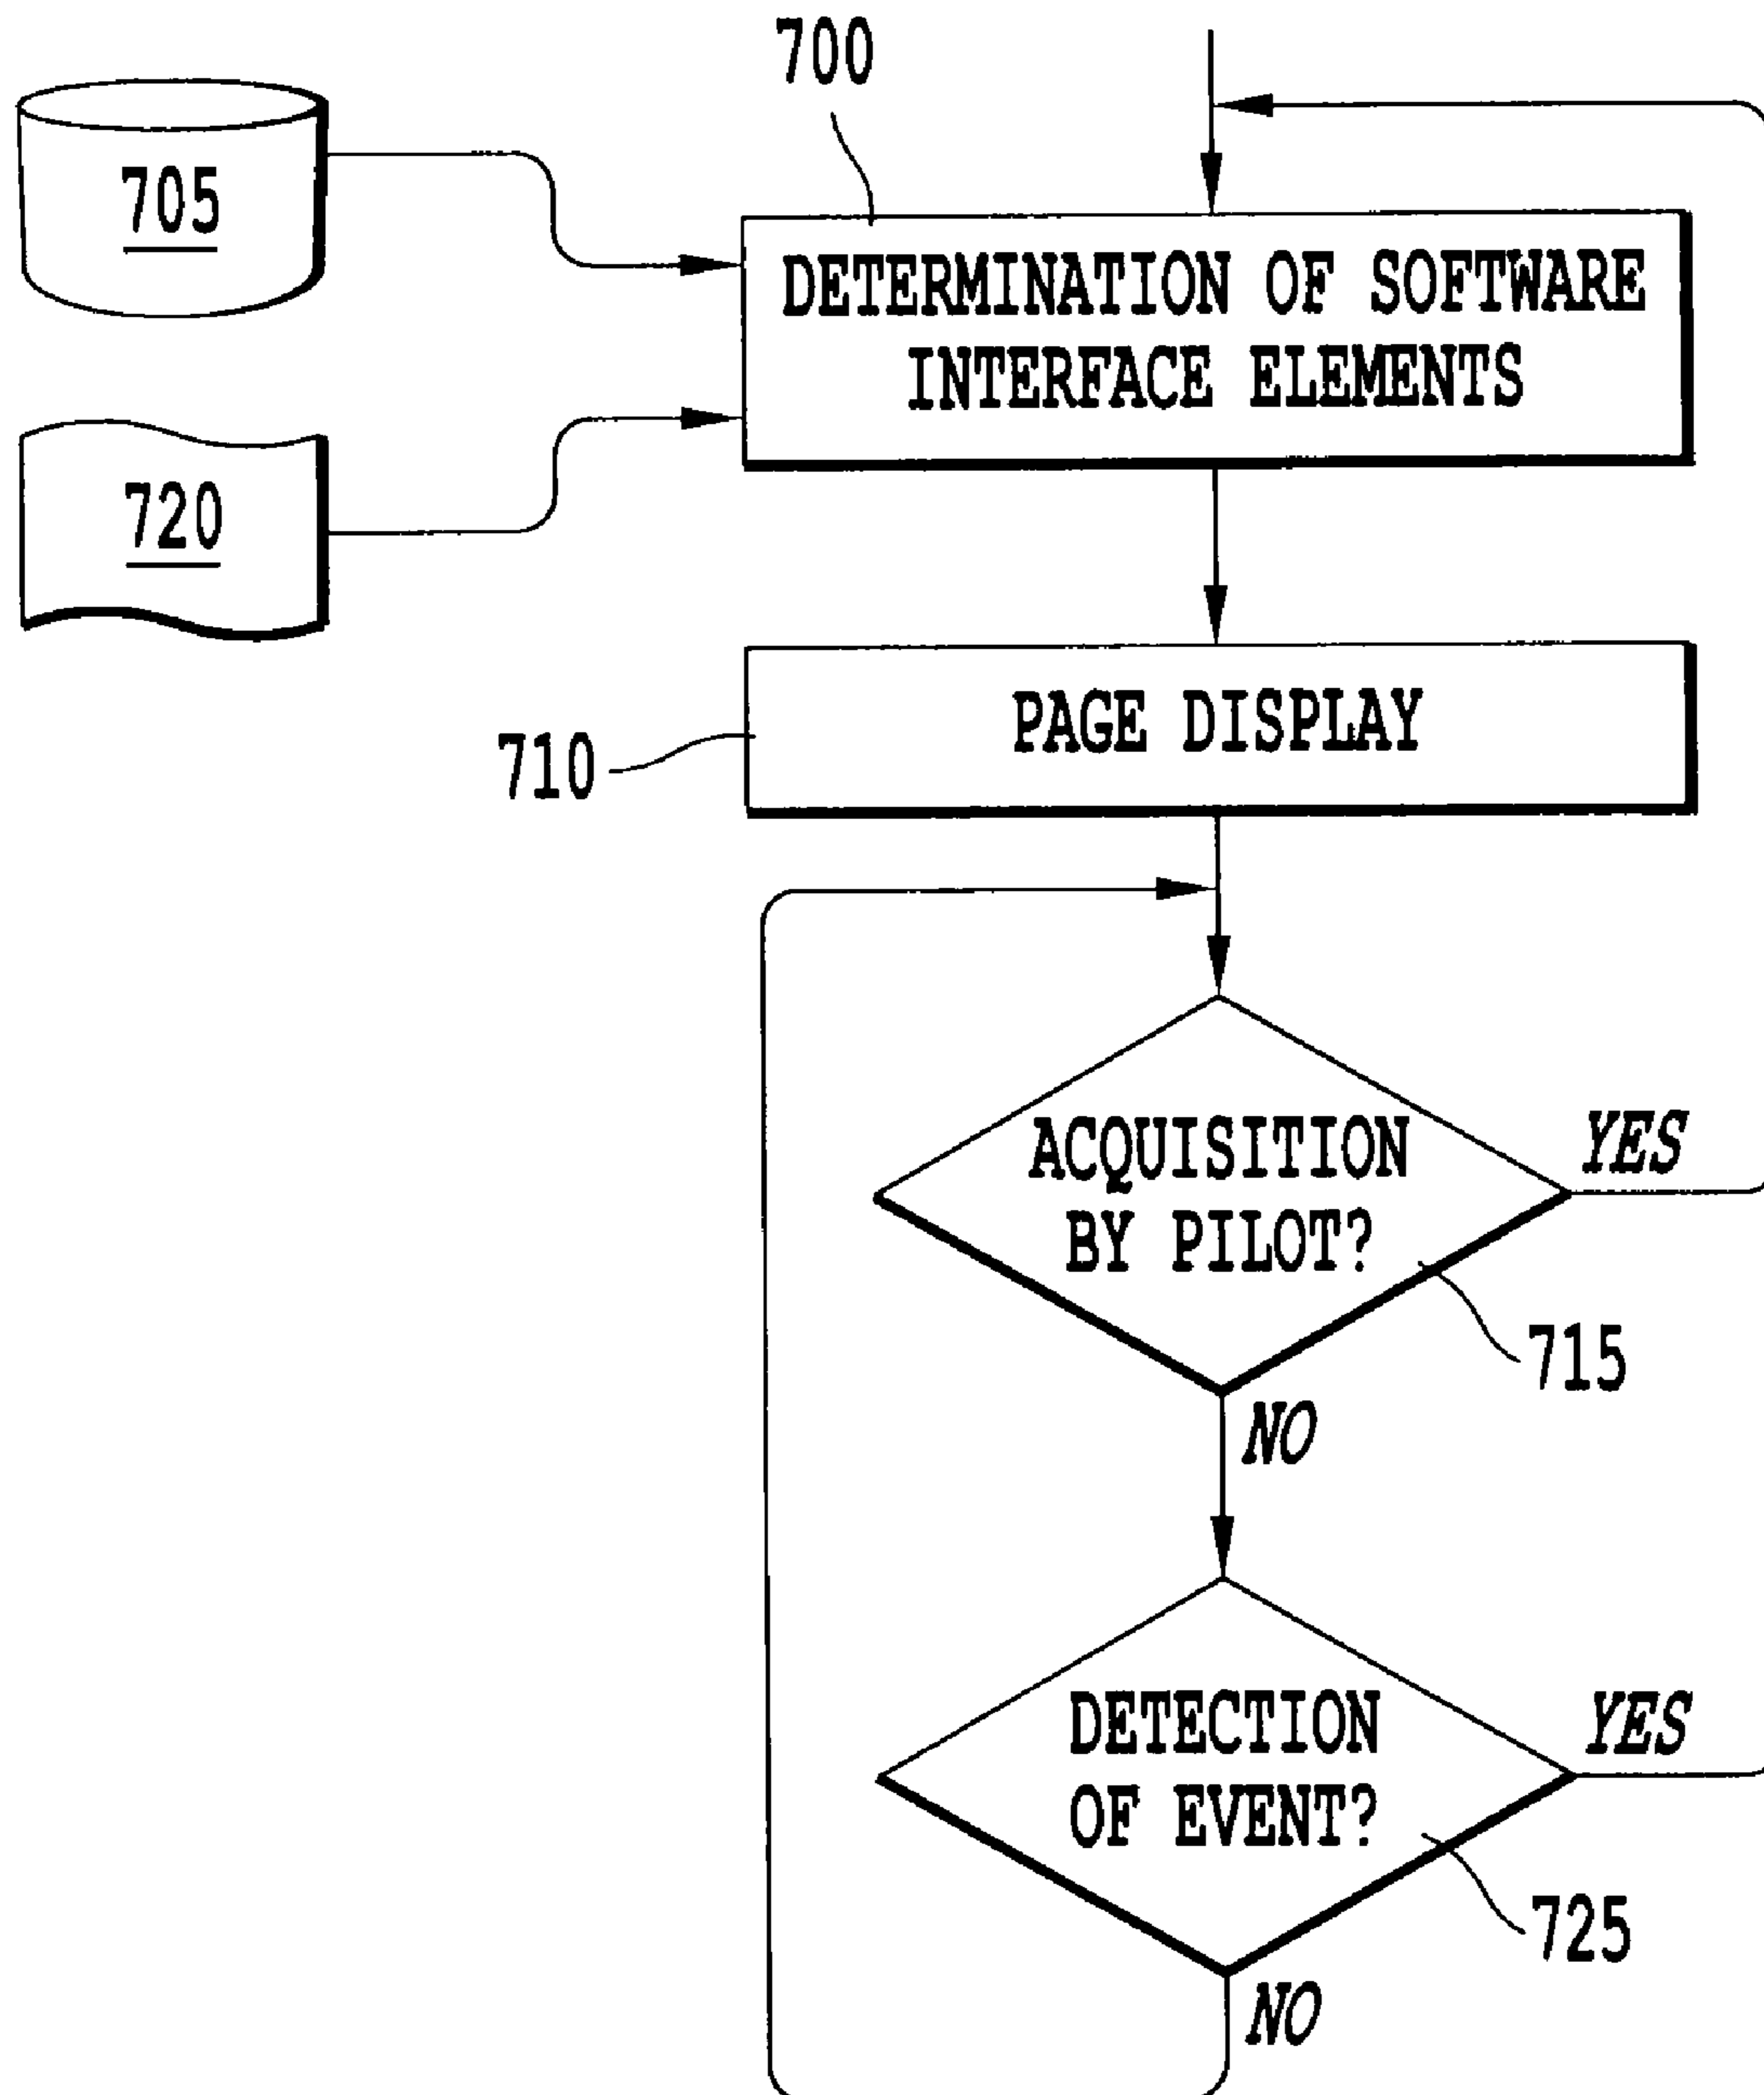 700
705
DETERMINATION OF SOFTWARE
INTERFACE ELEMENTS
720
PAGE DISPLAY
710
ACQUISITION
BY PILOT?
YES
715
NO
DETECTION
OF EVENT?
YES
725
NO